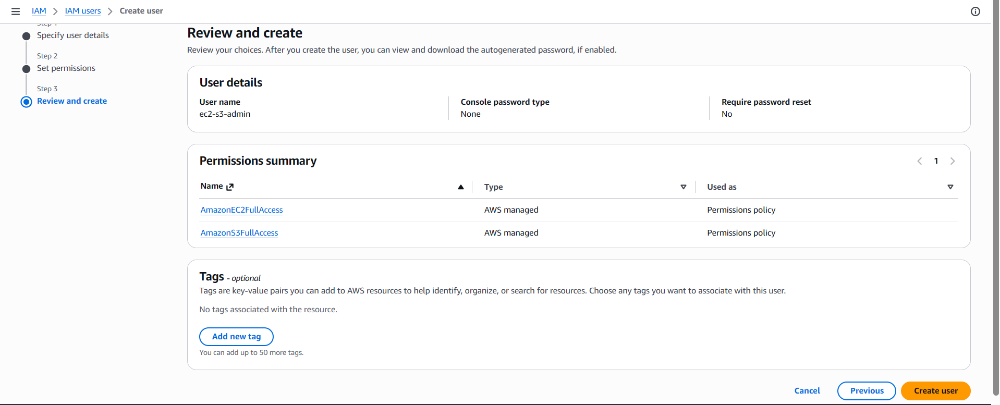 IAM > IAM users > Create user
Step 1
Specify user details
Step 2
Set permissions
Step 3
Review and create
Review and create
Review your choices. After you create the user, you can view and download the autogenerated password, if enabled.
User details
User name
ec2-s3-admin
Console password type
None
Require password reset
No
Permissions summary
1
Name
Type
Used as
AmazonEC2FullAccess
AWS managed
Permissions policy
AmazonS3FullAccess
AWS managed
Permissions policy
Tags - optional
Tags are key-value pairs you can add to AWS resources to help identify, organize, or search for resources. Choose any tags you want to associate with this user.
No tags associated with the resource.
Add new tag
You can add up to 50 more tags.
Cancel
Previous
Create user